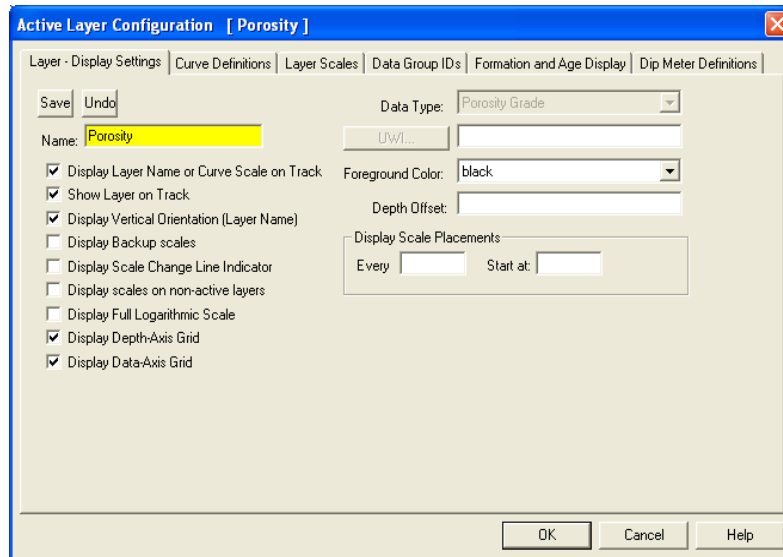 Active Layer Configuration [ Porosity ]
Layer - Display Settings
Curve Definitions
Layer Scales
Data Group IDs
Formation and Age Display
Dip Meter Definitions
Save
Undo
Name: Porosity
Display Layer Name or Curve Scale on Track
Show Layer on Track
Display Vertical Orientation (Layer Name)
Display Backup scales
Display Scale Change Line Indicator
Display scales on non-active layers
Display Full Logarithmic Scale
Display Depth-Axis Grid
Display Data-Axis Grid
Data Type: Porosity Grade
UWI...
Foreground Color: black
Depth Offset:
Display Scale Placements
Every
Start at:
OK
Cancel
Help